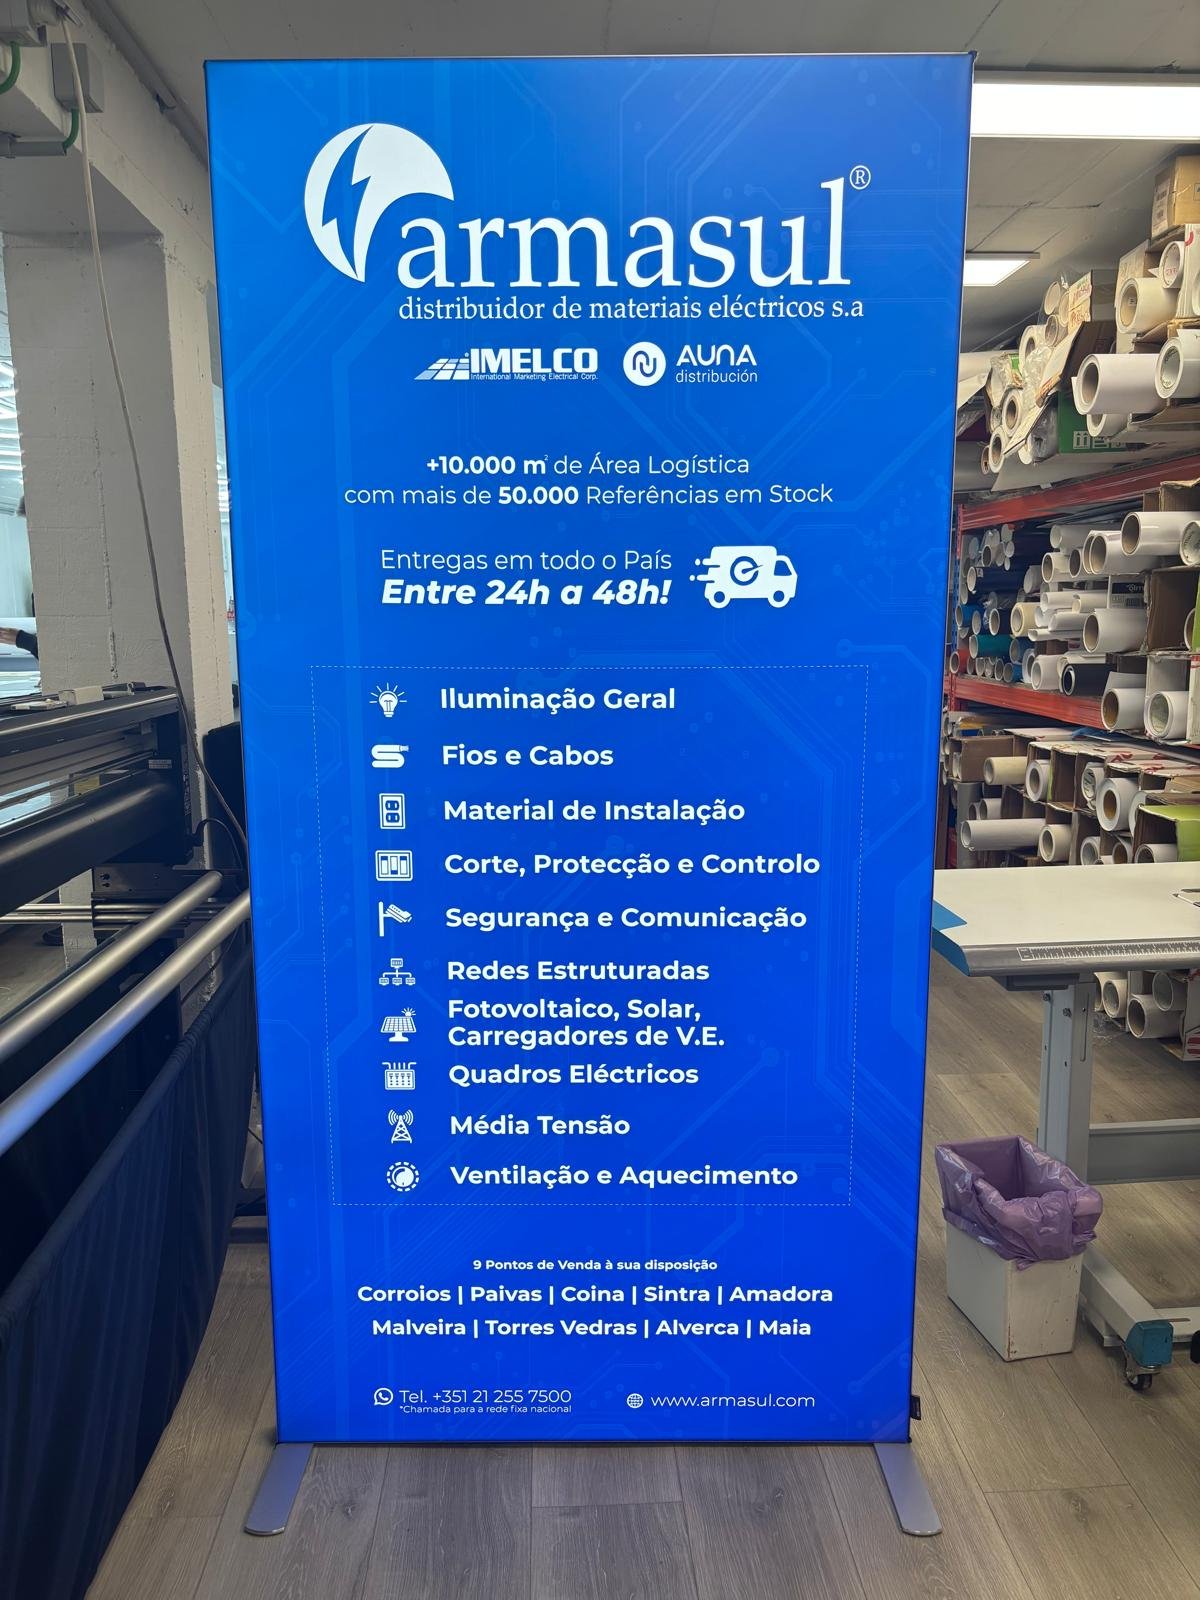 armasul®
distribuidor de materiais eléctricos s.a
IMELCO
International Marketing Electrical Corp.
AUNA
distribución
+10.000 m² de Área Logística
com mais de 50.000 Referências em Stock
Entregas em todo o País
Entre 24h a 48h!
Iluminação Geral
Fios e Cabos
Material de Instalação
Corte, Protecção e Controlo
Segurança e Comunicação
Redes Estruturadas
Fotovoltaico, Solar,
Carregadores de V.E.
Quadros Eléctricos
Média Tensão
Ventilação e Aquecimento
9 Pontos de Venda à sua disposição
Corroios | Paivas | Coina | Sintra | Amadora
Malveira | Torres Vedras | Alverca | Maia
Tel. +351 21 255 7500
*Chamada para a rede fixa nacional
www.armasul.com